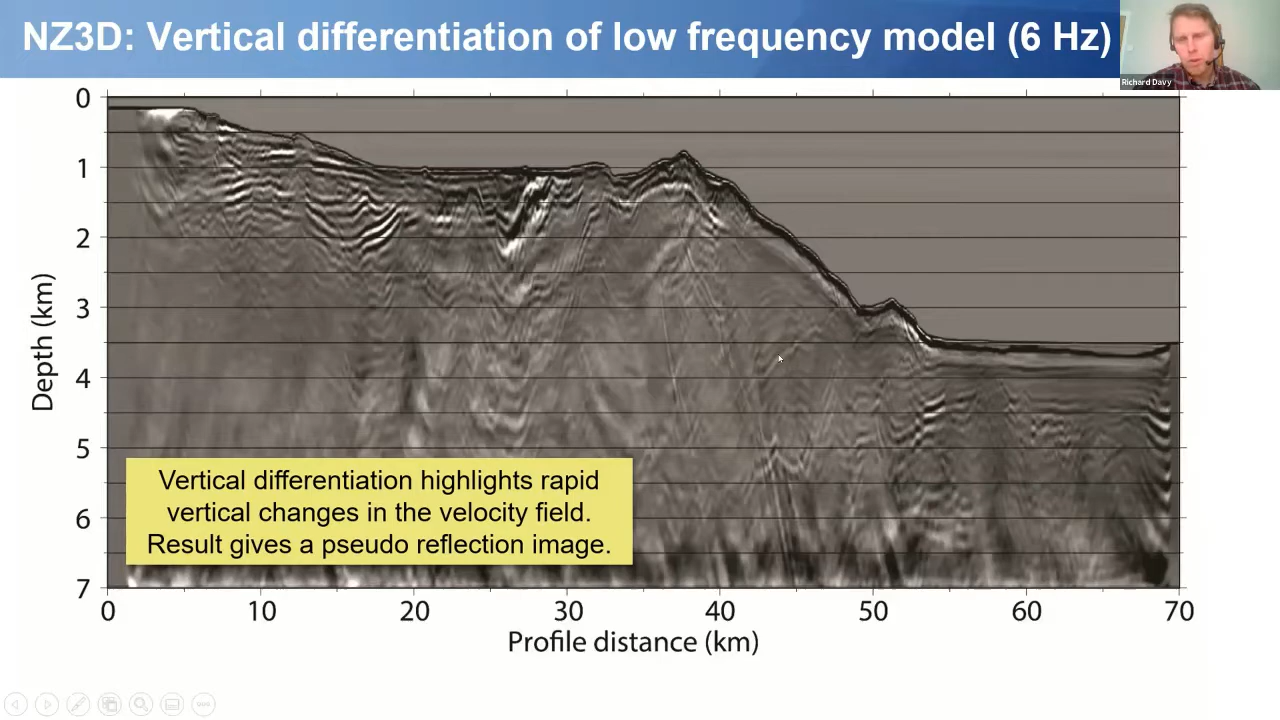 NZ3D: Vertical differentiation of low frequency model (6 Hz)
Richard Davy
0
1
2
3
4
5
6
7
Depth (km)
Vertical differentiation highlights rapid
vertical changes in the velocity field.
Result gives a pseudo reflection image.
0 10 20 30 40 50 60 70
Profile distance (km)